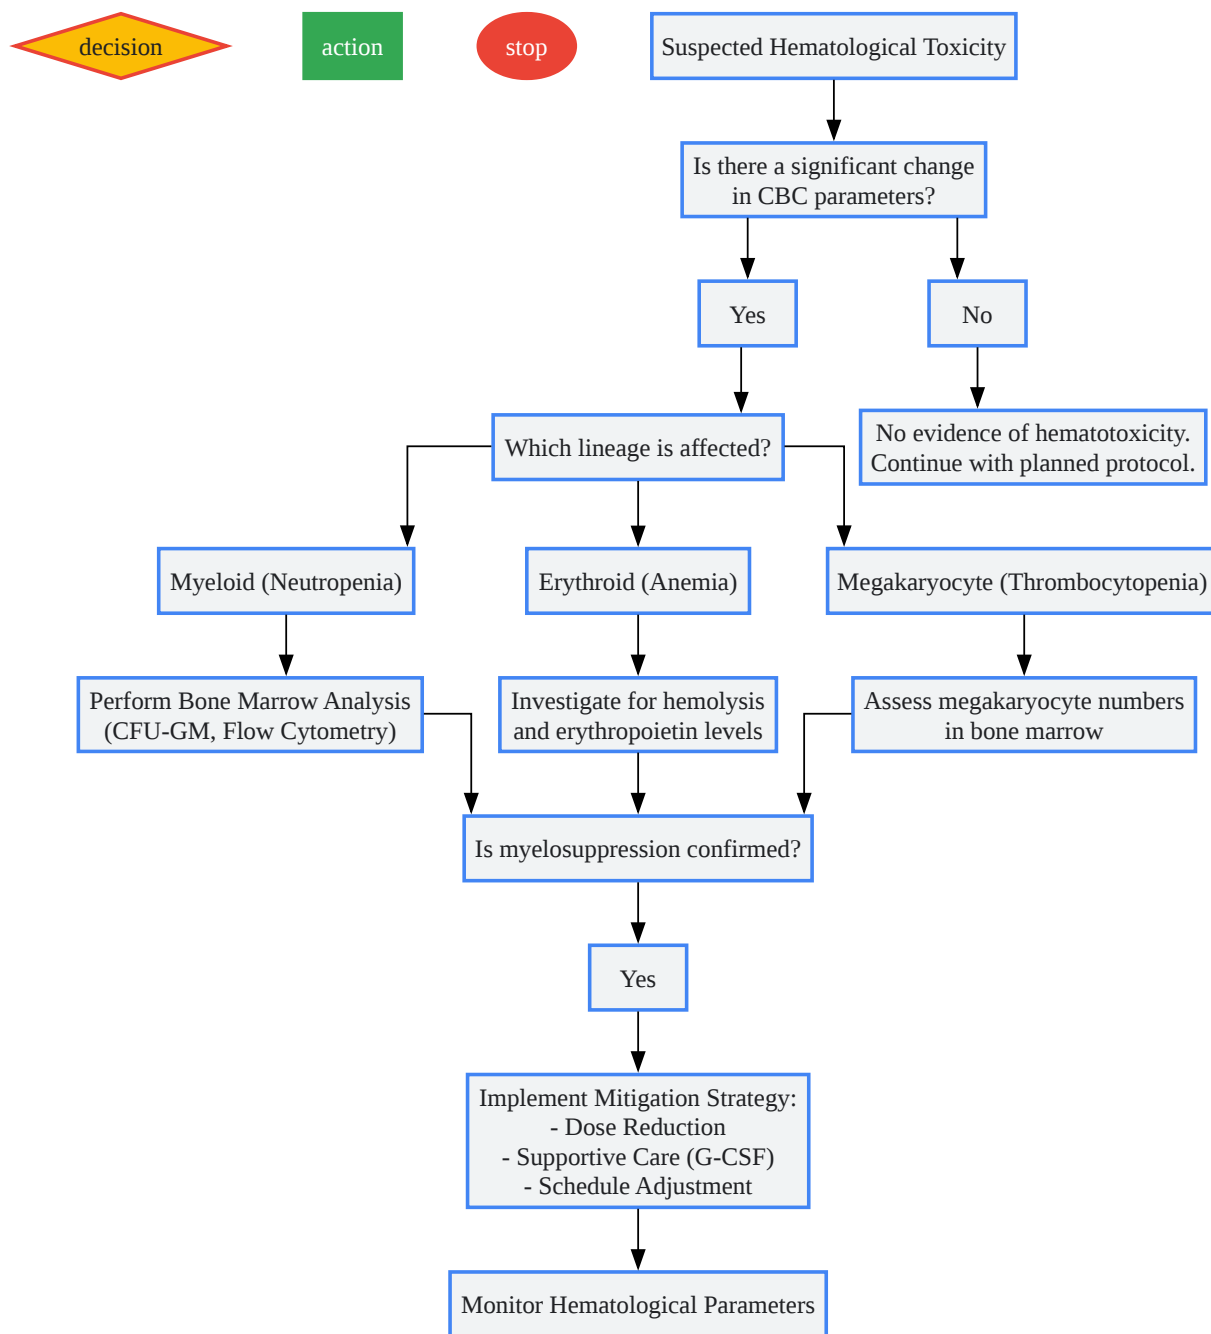 decision
action
stop
Suspected Hematological Toxicity
Is there a significant change
in CBC parameters?
Yes
No
No evidence of hematotoxicity.
Continue with planned protocol.
Which lineage is affected?
Myeloid (Neutropenia)
Erythroid (Anemia)
Megakaryocyte (Thrombocytopenia)
Perform Bone Marrow Analysis
(CFU-GM, Flow Cytometry)
Investigate for hemolysis
and erythropoietin levels
Assess megakaryocyte numbers
in bone marrow
Is myelosuppression confirmed?
Yes
Implement Mitigation Strategy:
- Dose Reduction
- Supportive Care (G-CSF)
- Schedule Adjustment
Monitor Hematological Parameters